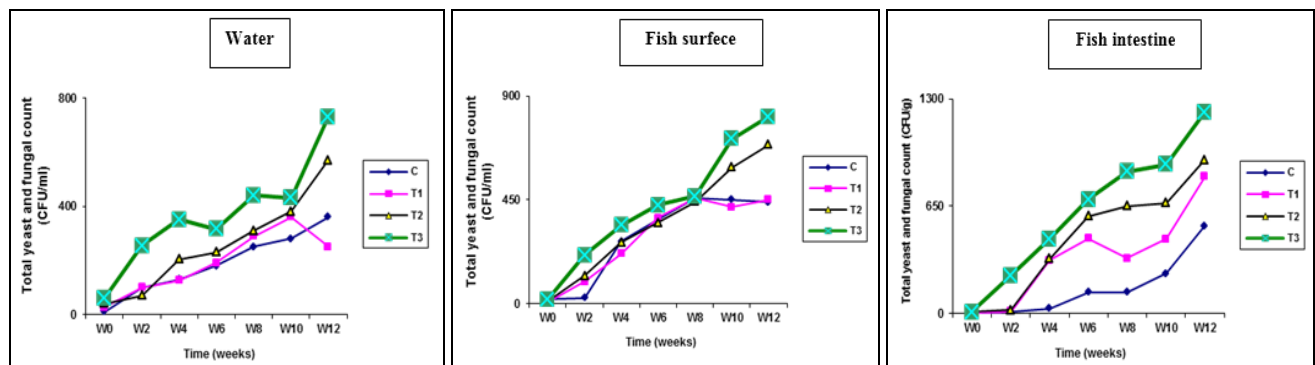 Water
Total yeast and fungal count
(CFU/ml)
800
400
0
W0 W2 W4 W6 W8 W10 W12
Time (weeks)
C
T1
T2
T3
Fish surfece
Total yeast and fungal count
(CFU/ml)
900
450
0
W0 W2 W4 W6 W8 W10 W12
Time (weeks)
C
T1
T2
T3
Fish intestine
Total yeast and fungal count (CFU/g)
1300
650
0
W0 W2 W4 W6 W8 W10 W12
Time (weeks)
C
T1
T2
T3